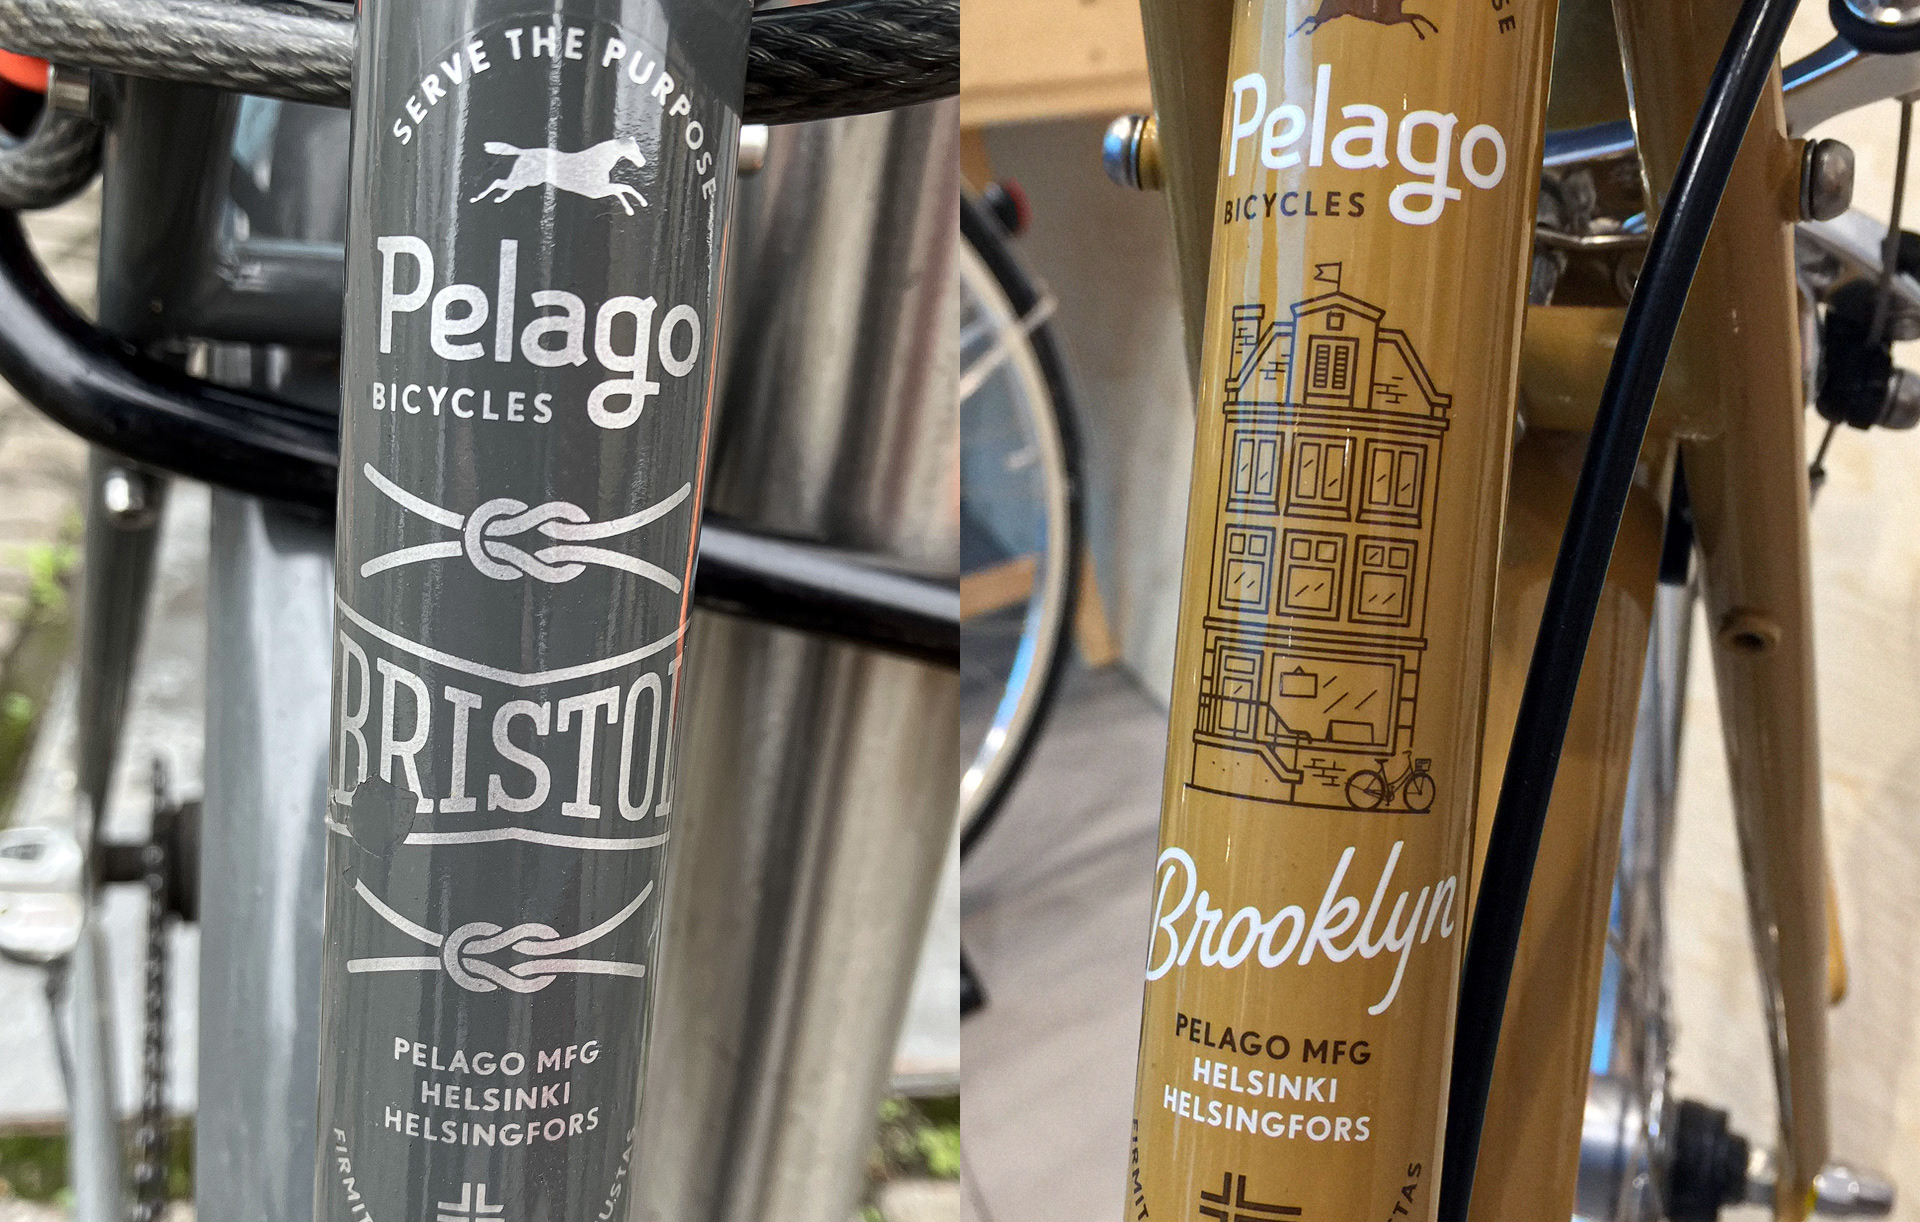 SERVE THE PURPOSE
Pelago
BICYCLES
BRISTOL
PELAGO MFG
HELSINKI
HELSINGFORS
Pelago
BICYCLES
Brooklyn
PELAGO MFG
HELSINKI
HELSINGFORS